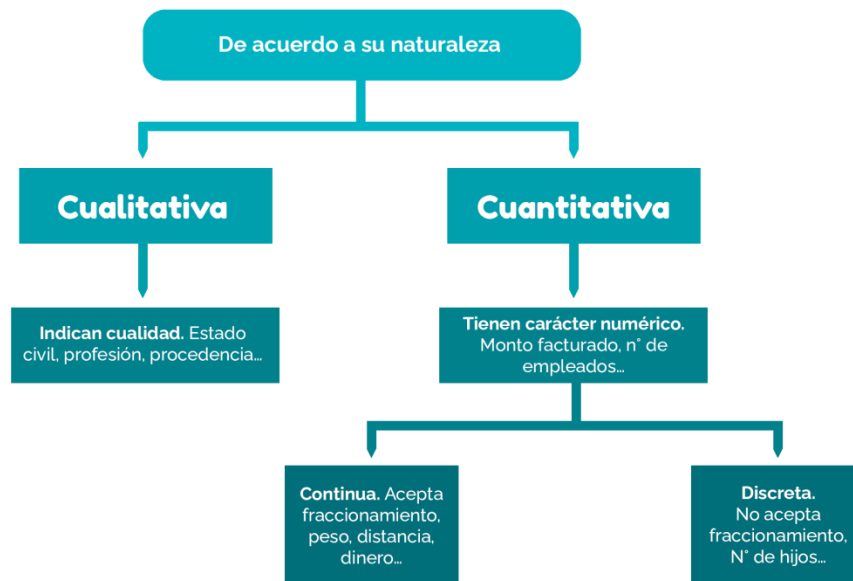 De acuerdo a su naturaleza
Cualitativa
Cuantitativa
Indican cualidad. Estado
civil, profesión, procedencia...
Tienen carácter numérico.
Monto facturado, n° de
empleados...
Continua. Acepta
fraccionamiento,
peso, distancia,
dinero...
Discreta.
No acepta
fraccionamiento,
N° de hijos...